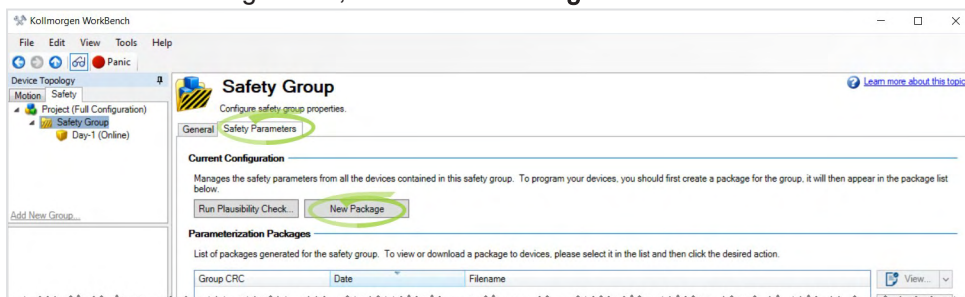 Kollmorgen WorkBench
File Edit View Tools Help
Panic
Device Topology
Motion Safety
Project (Full Configuration)
Safety Group
Day-1 (Online)
Add New Group...
Safety Group
Configure safety group properties.
Learn more about this topic
General Safety Parameters
Current Configuration
Manages the safety parameters from all the devices contained in this safety group. To program your devices, you should first create a package for the group, it will then appear in the package list
below.
Run Plausibility Check... New Package
Parameterization Packages
List of packages generated for the safety group. To view or download a package to devices, please select it in the list and then click the desired action.
Group CRC Date Filename
View...